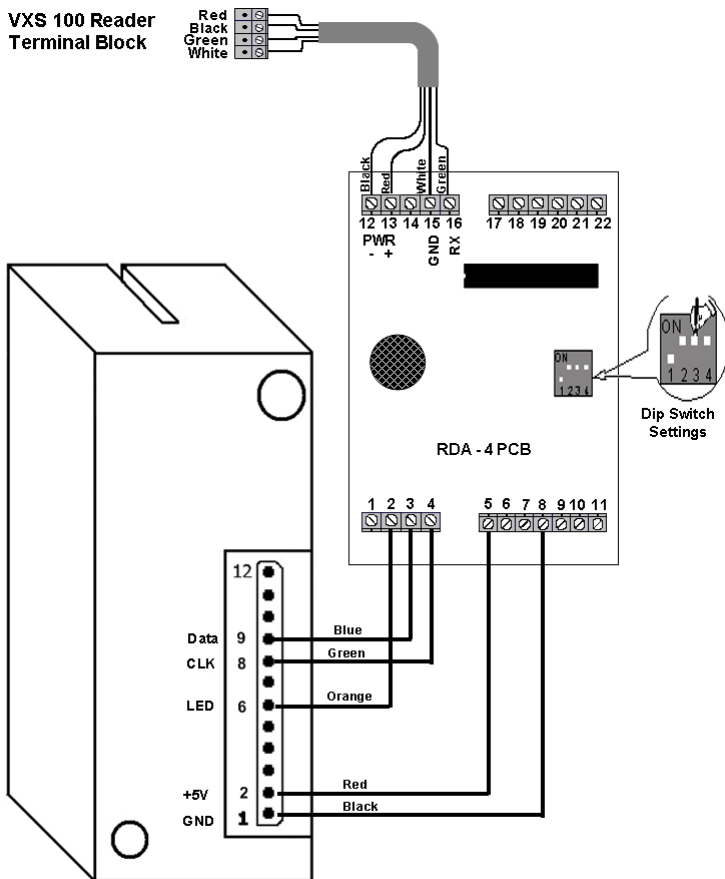 VXS 100 Reader
Terminal Block
Red
Black
Green
White
Black
Red
White
Green
12 13 14 15 16
PWR
- +
GND
RX
17 18 19 20 21 22
ON
1 2 3 4
ON
1 2 3 4
Dip Switch
Settings
RDA - 4 PCB
1 2 3 4
5 6 7 8 9 10 11
12
Data 9 Blue
CLK 8 Green
LED 6 Orange
+5V 2 Red
GND 1 Black